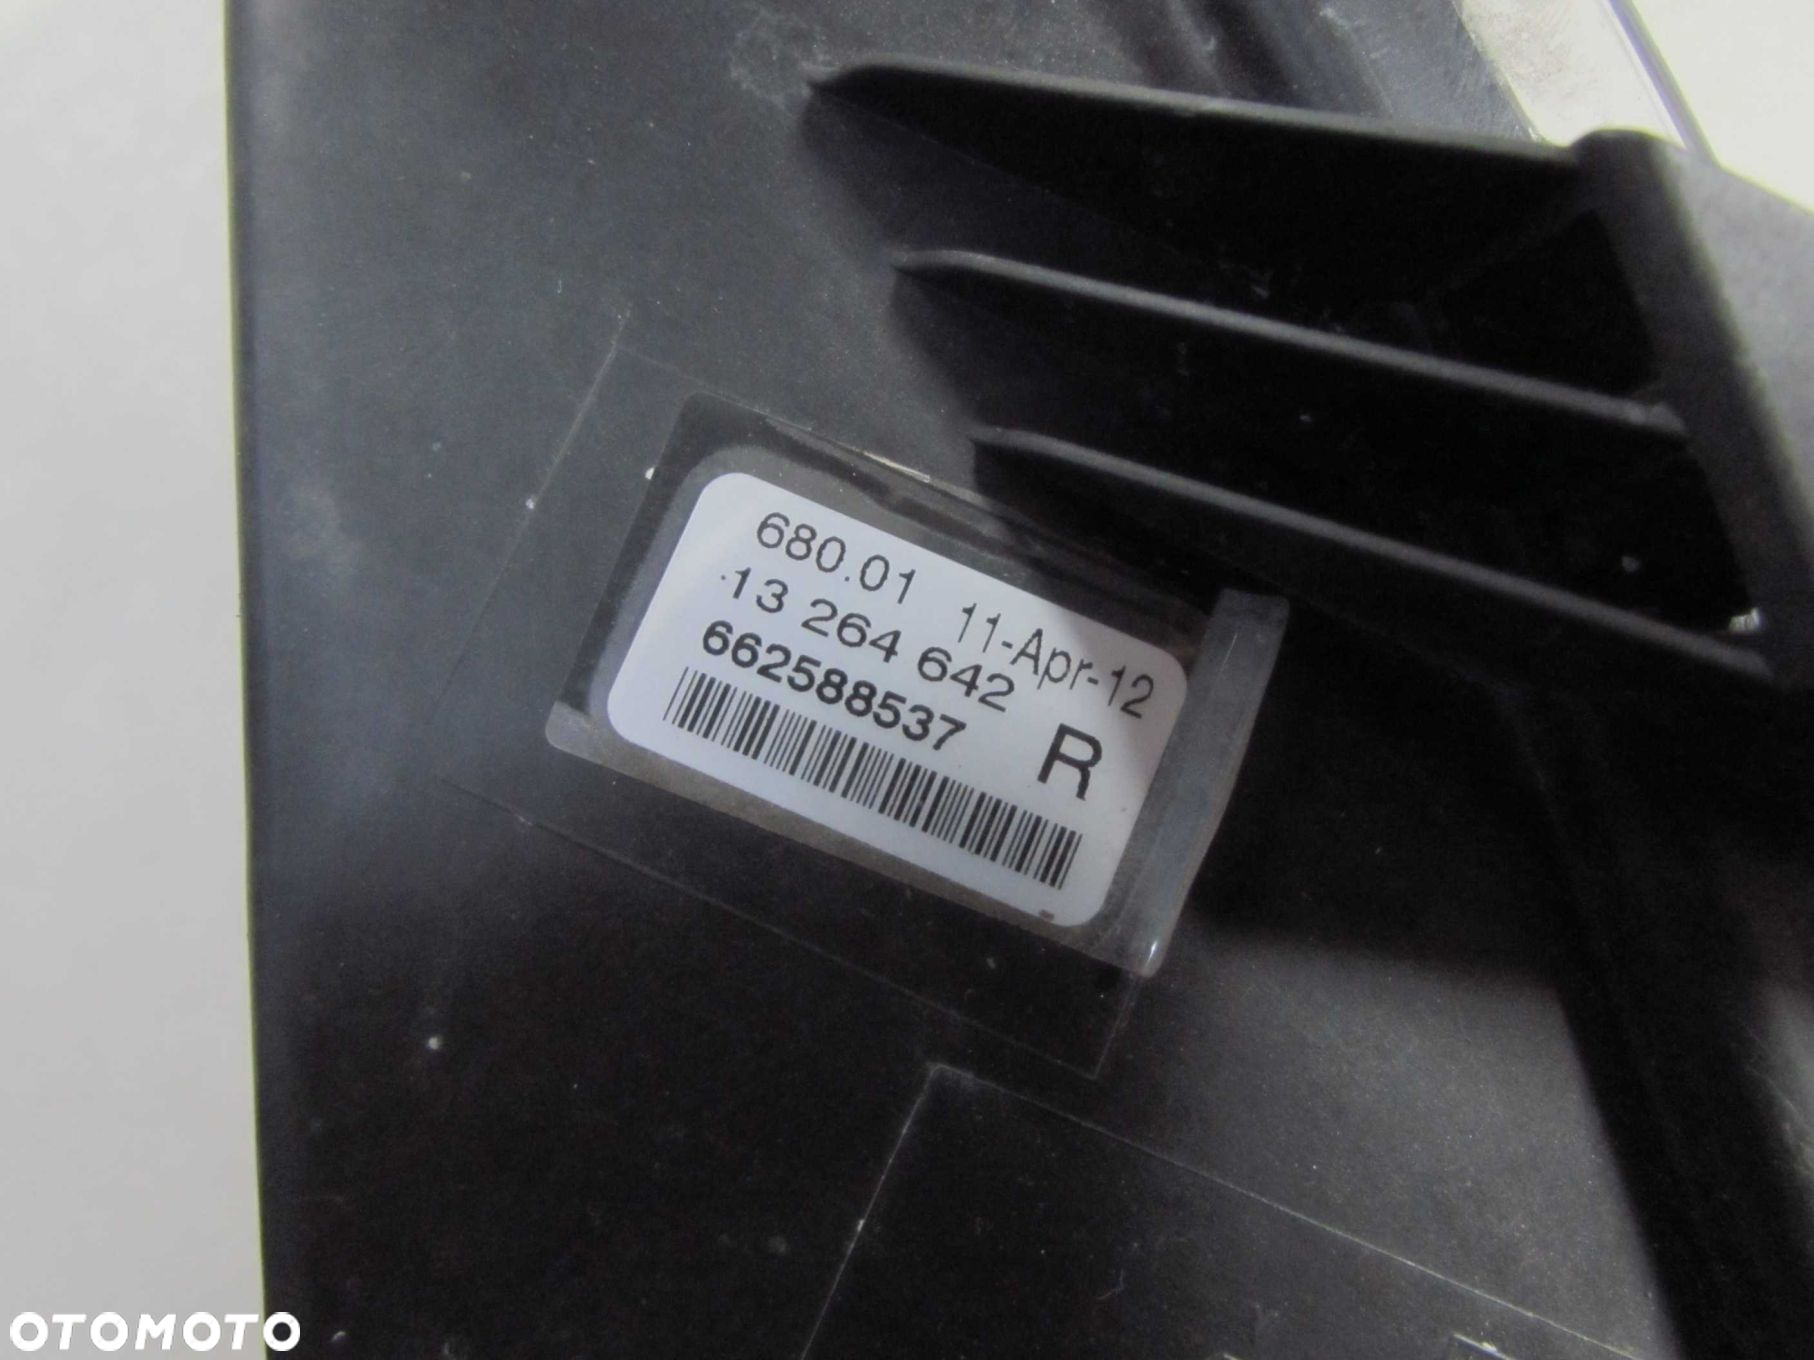 680.01 11-Apr-12
13 264 642
662588537
R
OTOMOTO